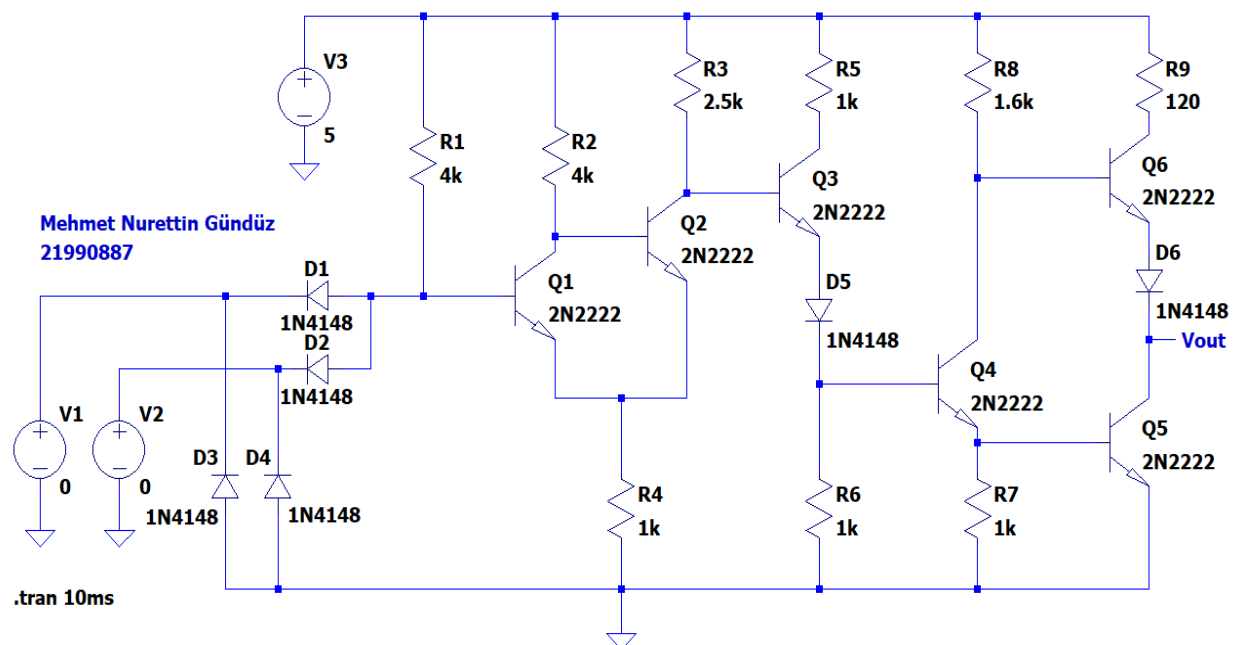 V3
5
R1
4k
R2
4k
R3
2.5k
R5
1k
R8
1.6k
R9
120
Mehmet Nurettin Gündüz
21990887
Q1
2N2222
Q2
2N2222
Q3
2N2222
Q6
2N2222
D1
1N4148
D2
1N4148
D5
1N4148
D6
1N4148
Vout
Q4
2N2222
Q5
2N2222
V1
0
V2
0
D3
1N4148
D4
1N4148
R4
1k
R6
1k
R7
1k
.tran 10ms